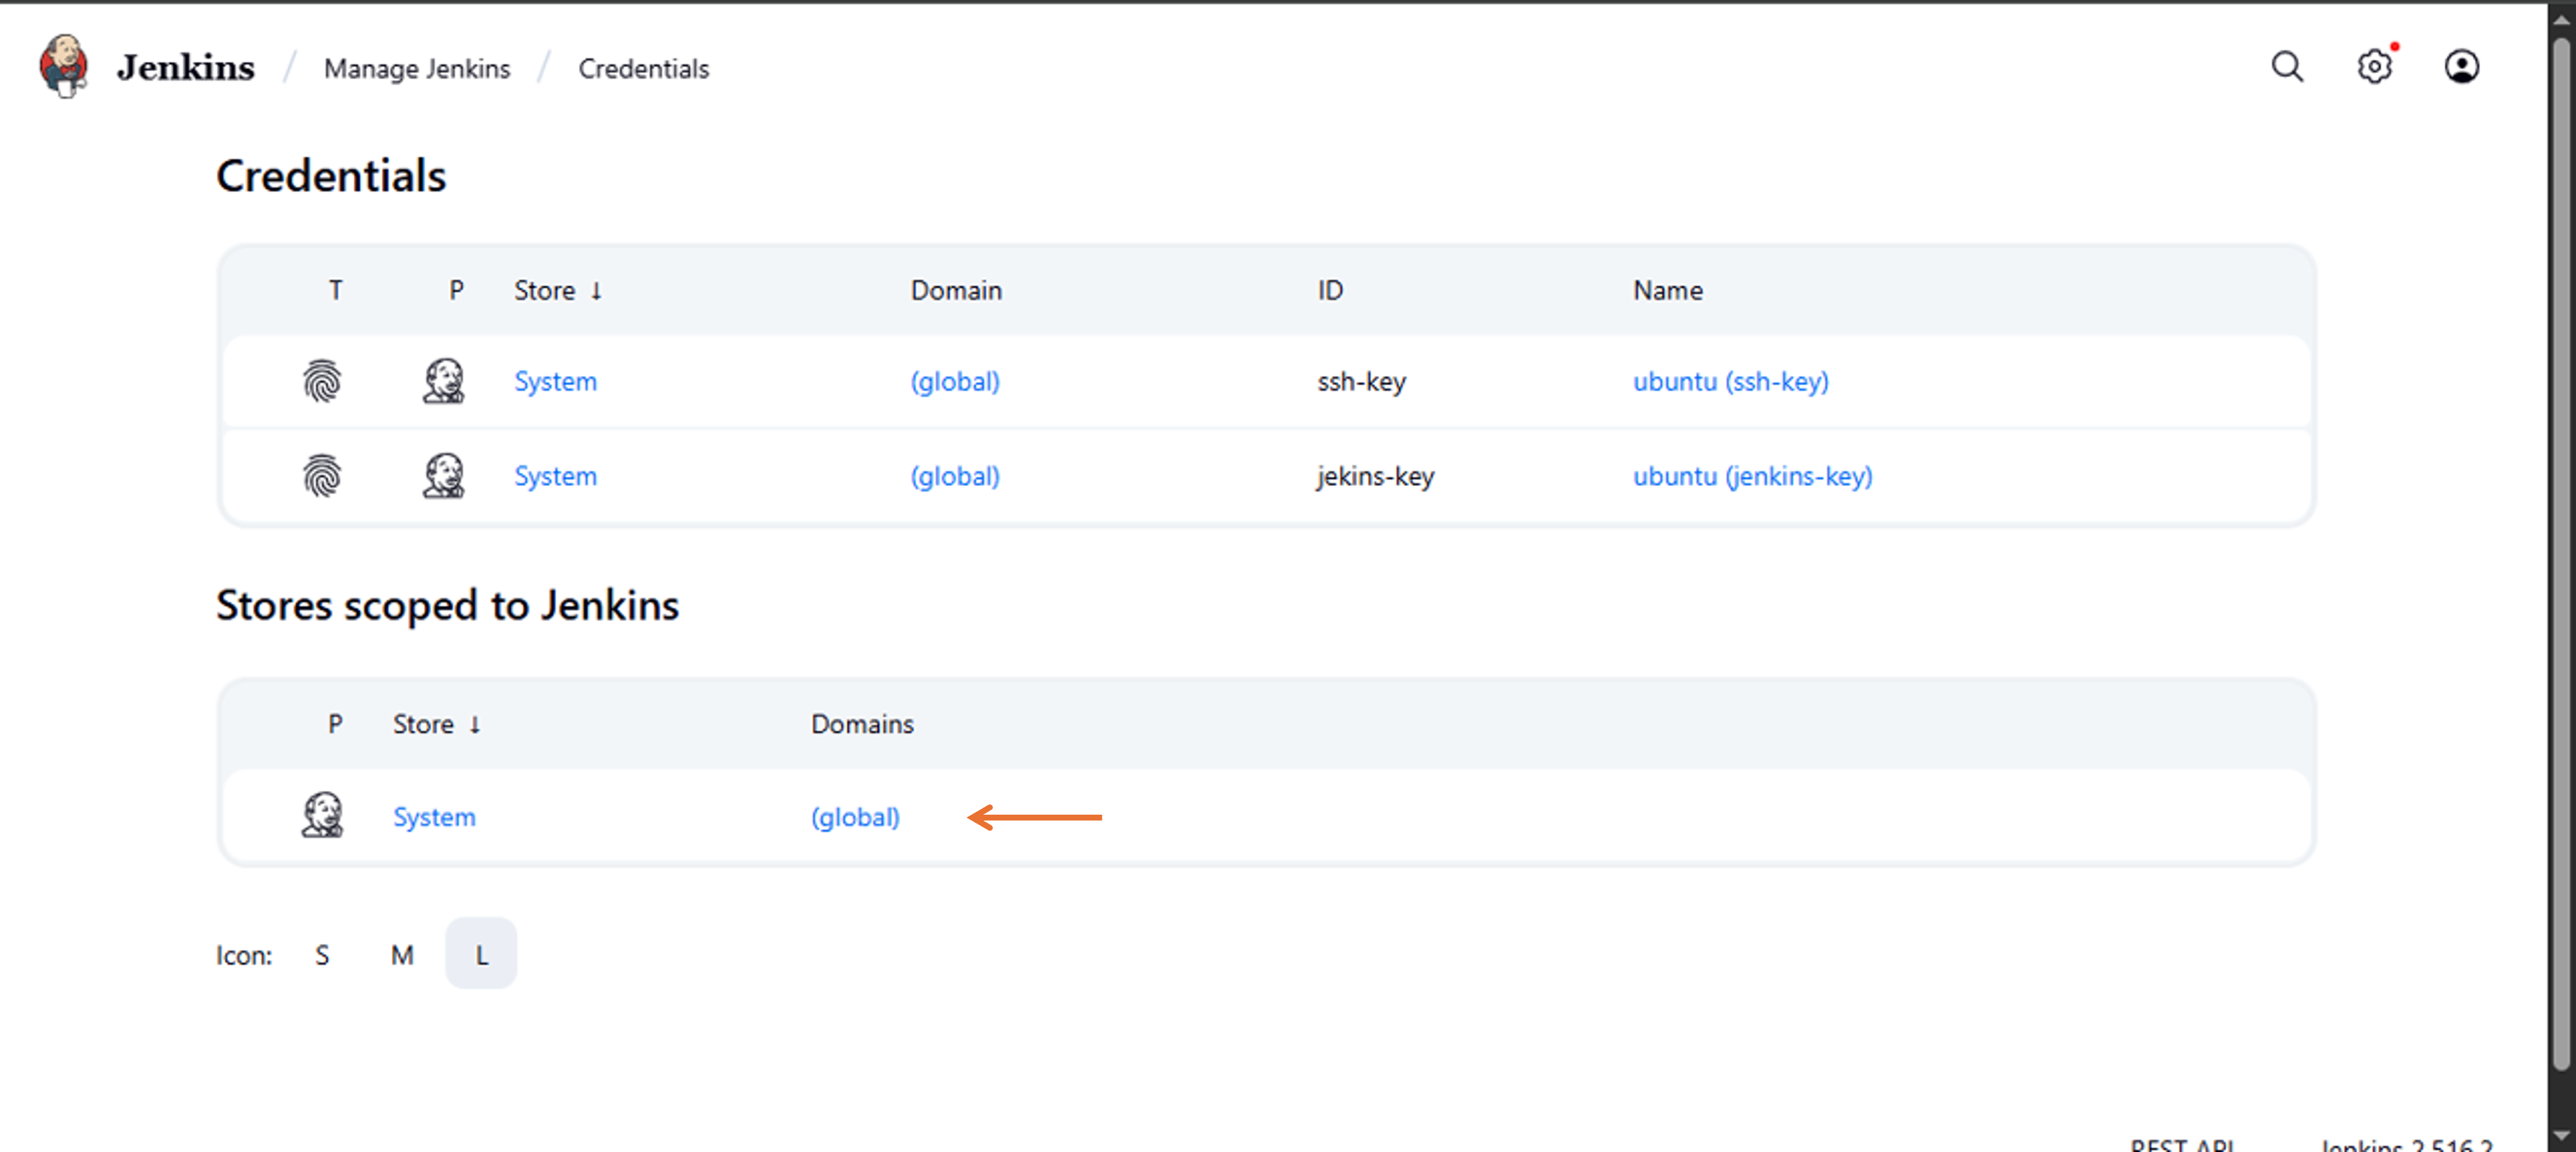 Jenkins / Manage Jenkins / Credentials
Credentials
T P Store ↓ Domain ID Name
System (global) ssh-key ubuntu (ssh-key)
System (global) jekins-key ubuntu (jenkins-key)
Stores scoped to Jenkins
P Store ↓ Domains
System (global)
Icon: S M L
REST API Jenkins 2.516.2